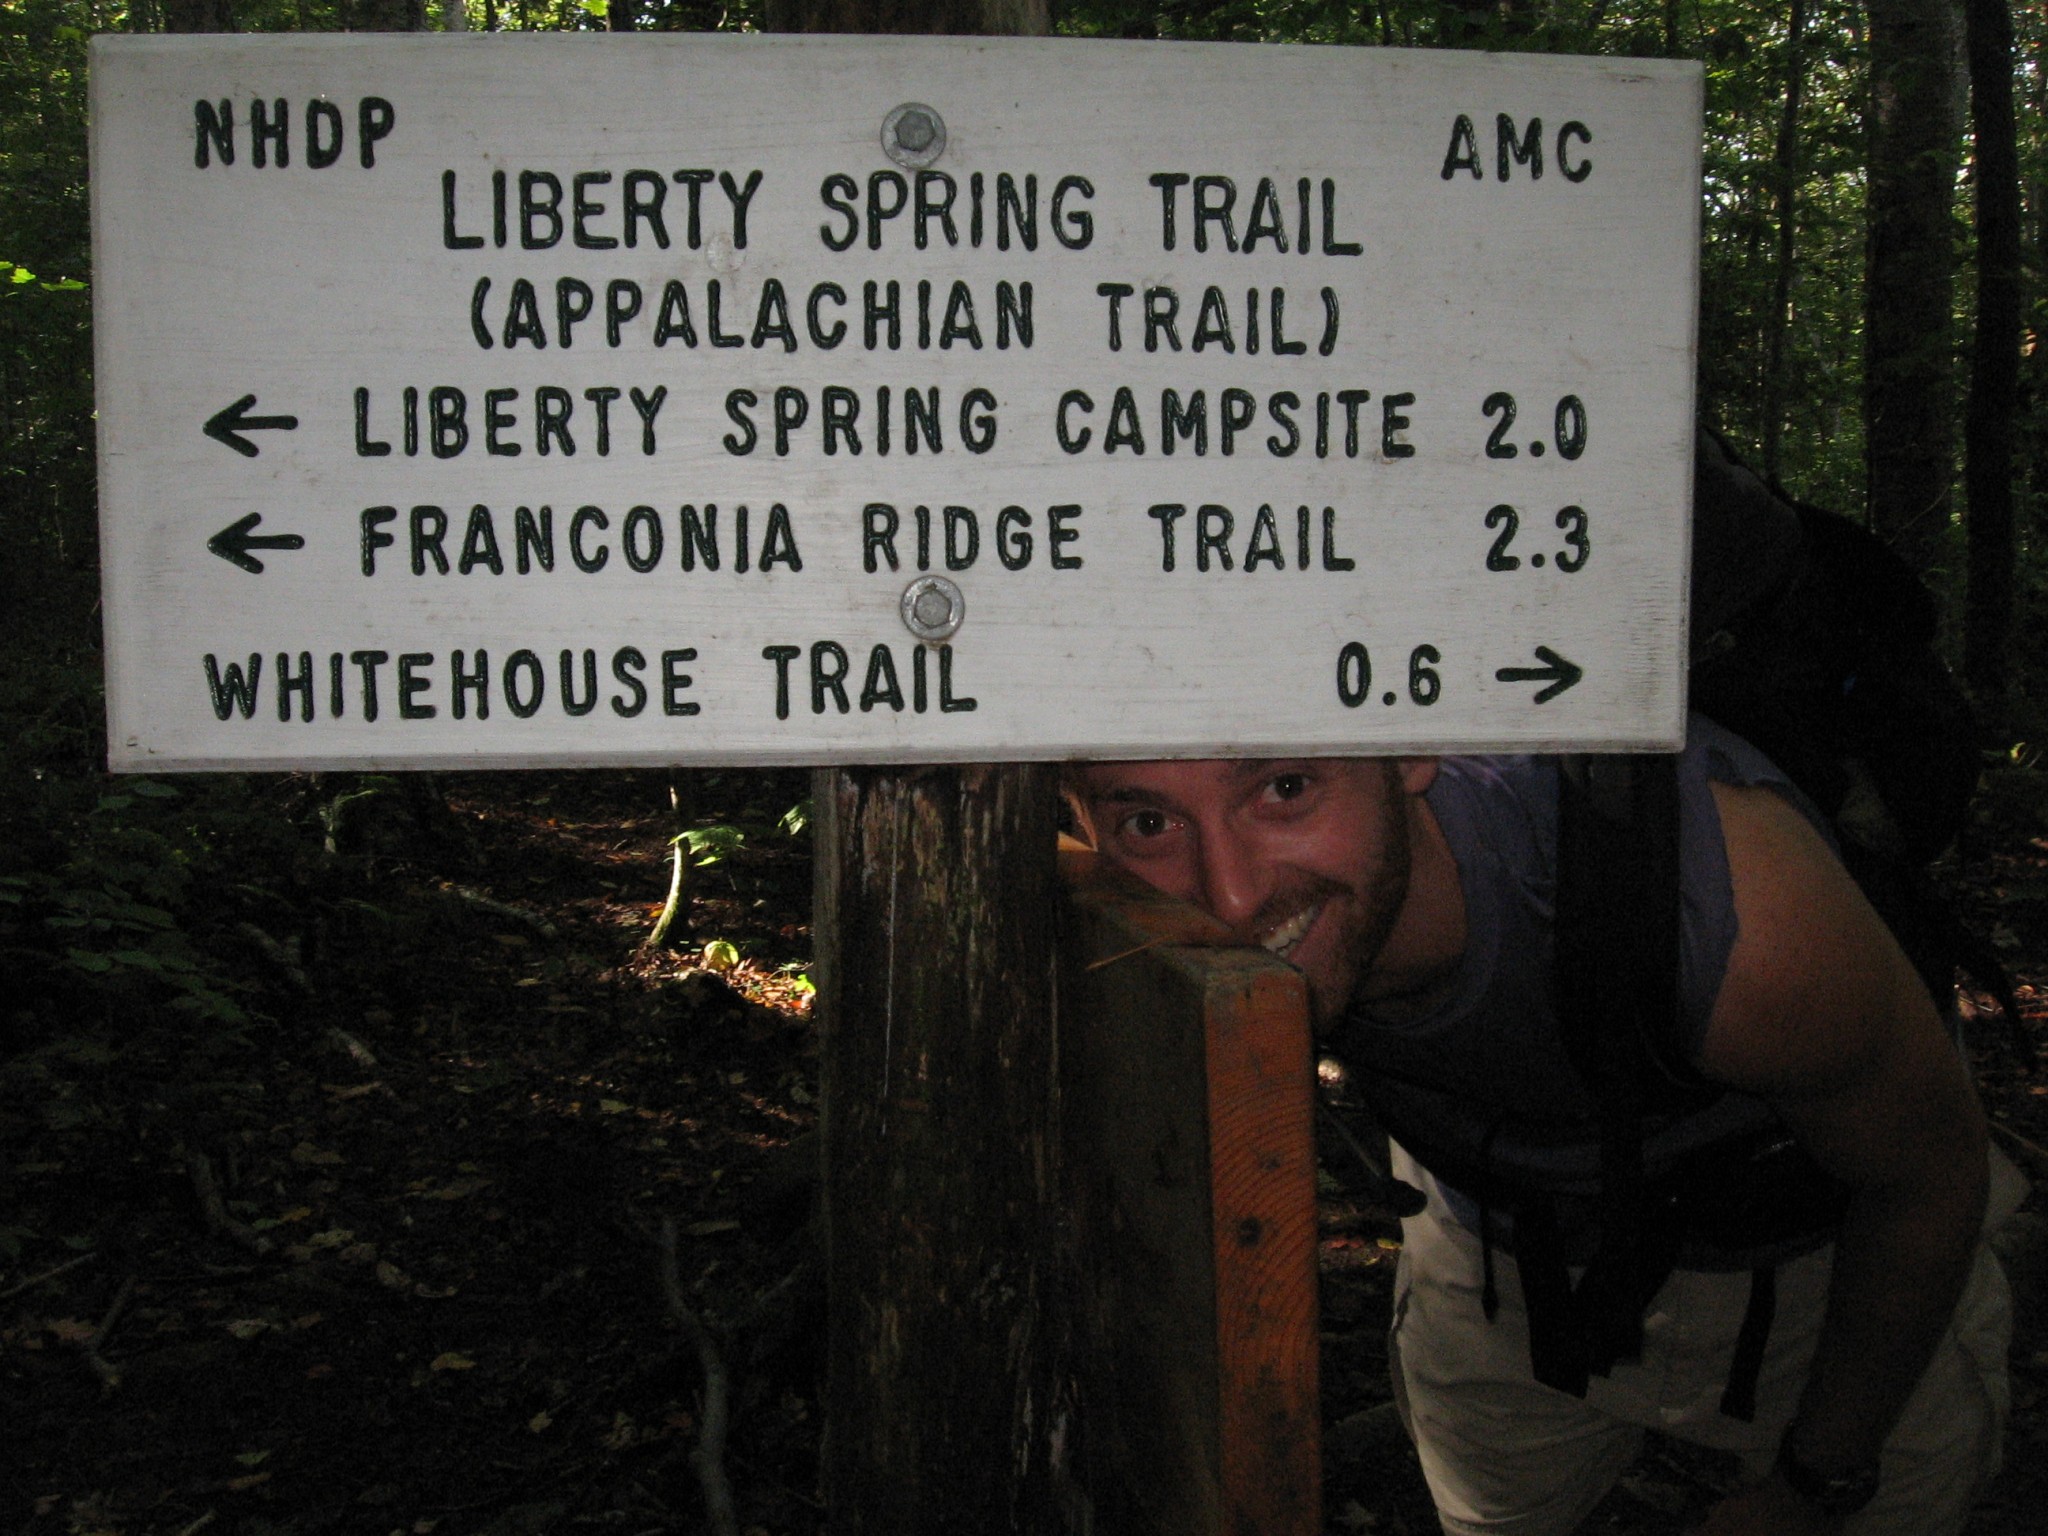 NHDP AMC
LIBERTY SPRING TRAIL
(APPALACHIAN TRAIL)
← LIBERTY SPRING CAMPSITE 2.0
← FRANCONIA RIDGE TRAIL 2.3
WHITEHOUSE TRAIL 0.6 →